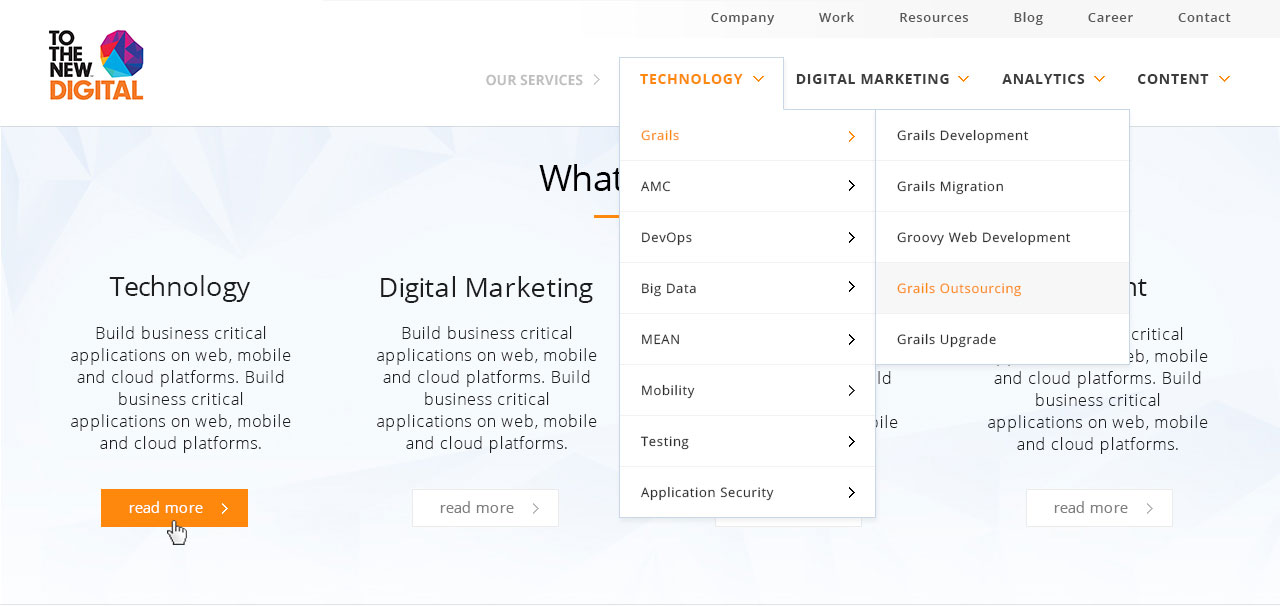 Company Work Resources Blog Career Contact
TO
THE
NEW
DIGITAL
OUR SERVICES
TECHNOLOGY
DIGITAL MARKETING
ANALYTICS
CONTENT
Grails
AMC
DevOps
Big Data
MEAN
Mobility
Testing
Application Security
Grails Development
Grails Migration
Groovy Web Development
Grails Outsourcing
Grails Upgrade
What
Technology
Build business critical
applications on web, mobile
and cloud platforms. Build
business critical
applications on web, mobile
and cloud platforms.
read more
Digital Marketing
Build business critical
applications on web, mobile
and cloud platforms. Build
business critical
applications on web, mobile
and cloud platforms.
read more
critical
mobile
and cloud platforms. Build
business critical
applications on web, mobile
and cloud platforms.
read more